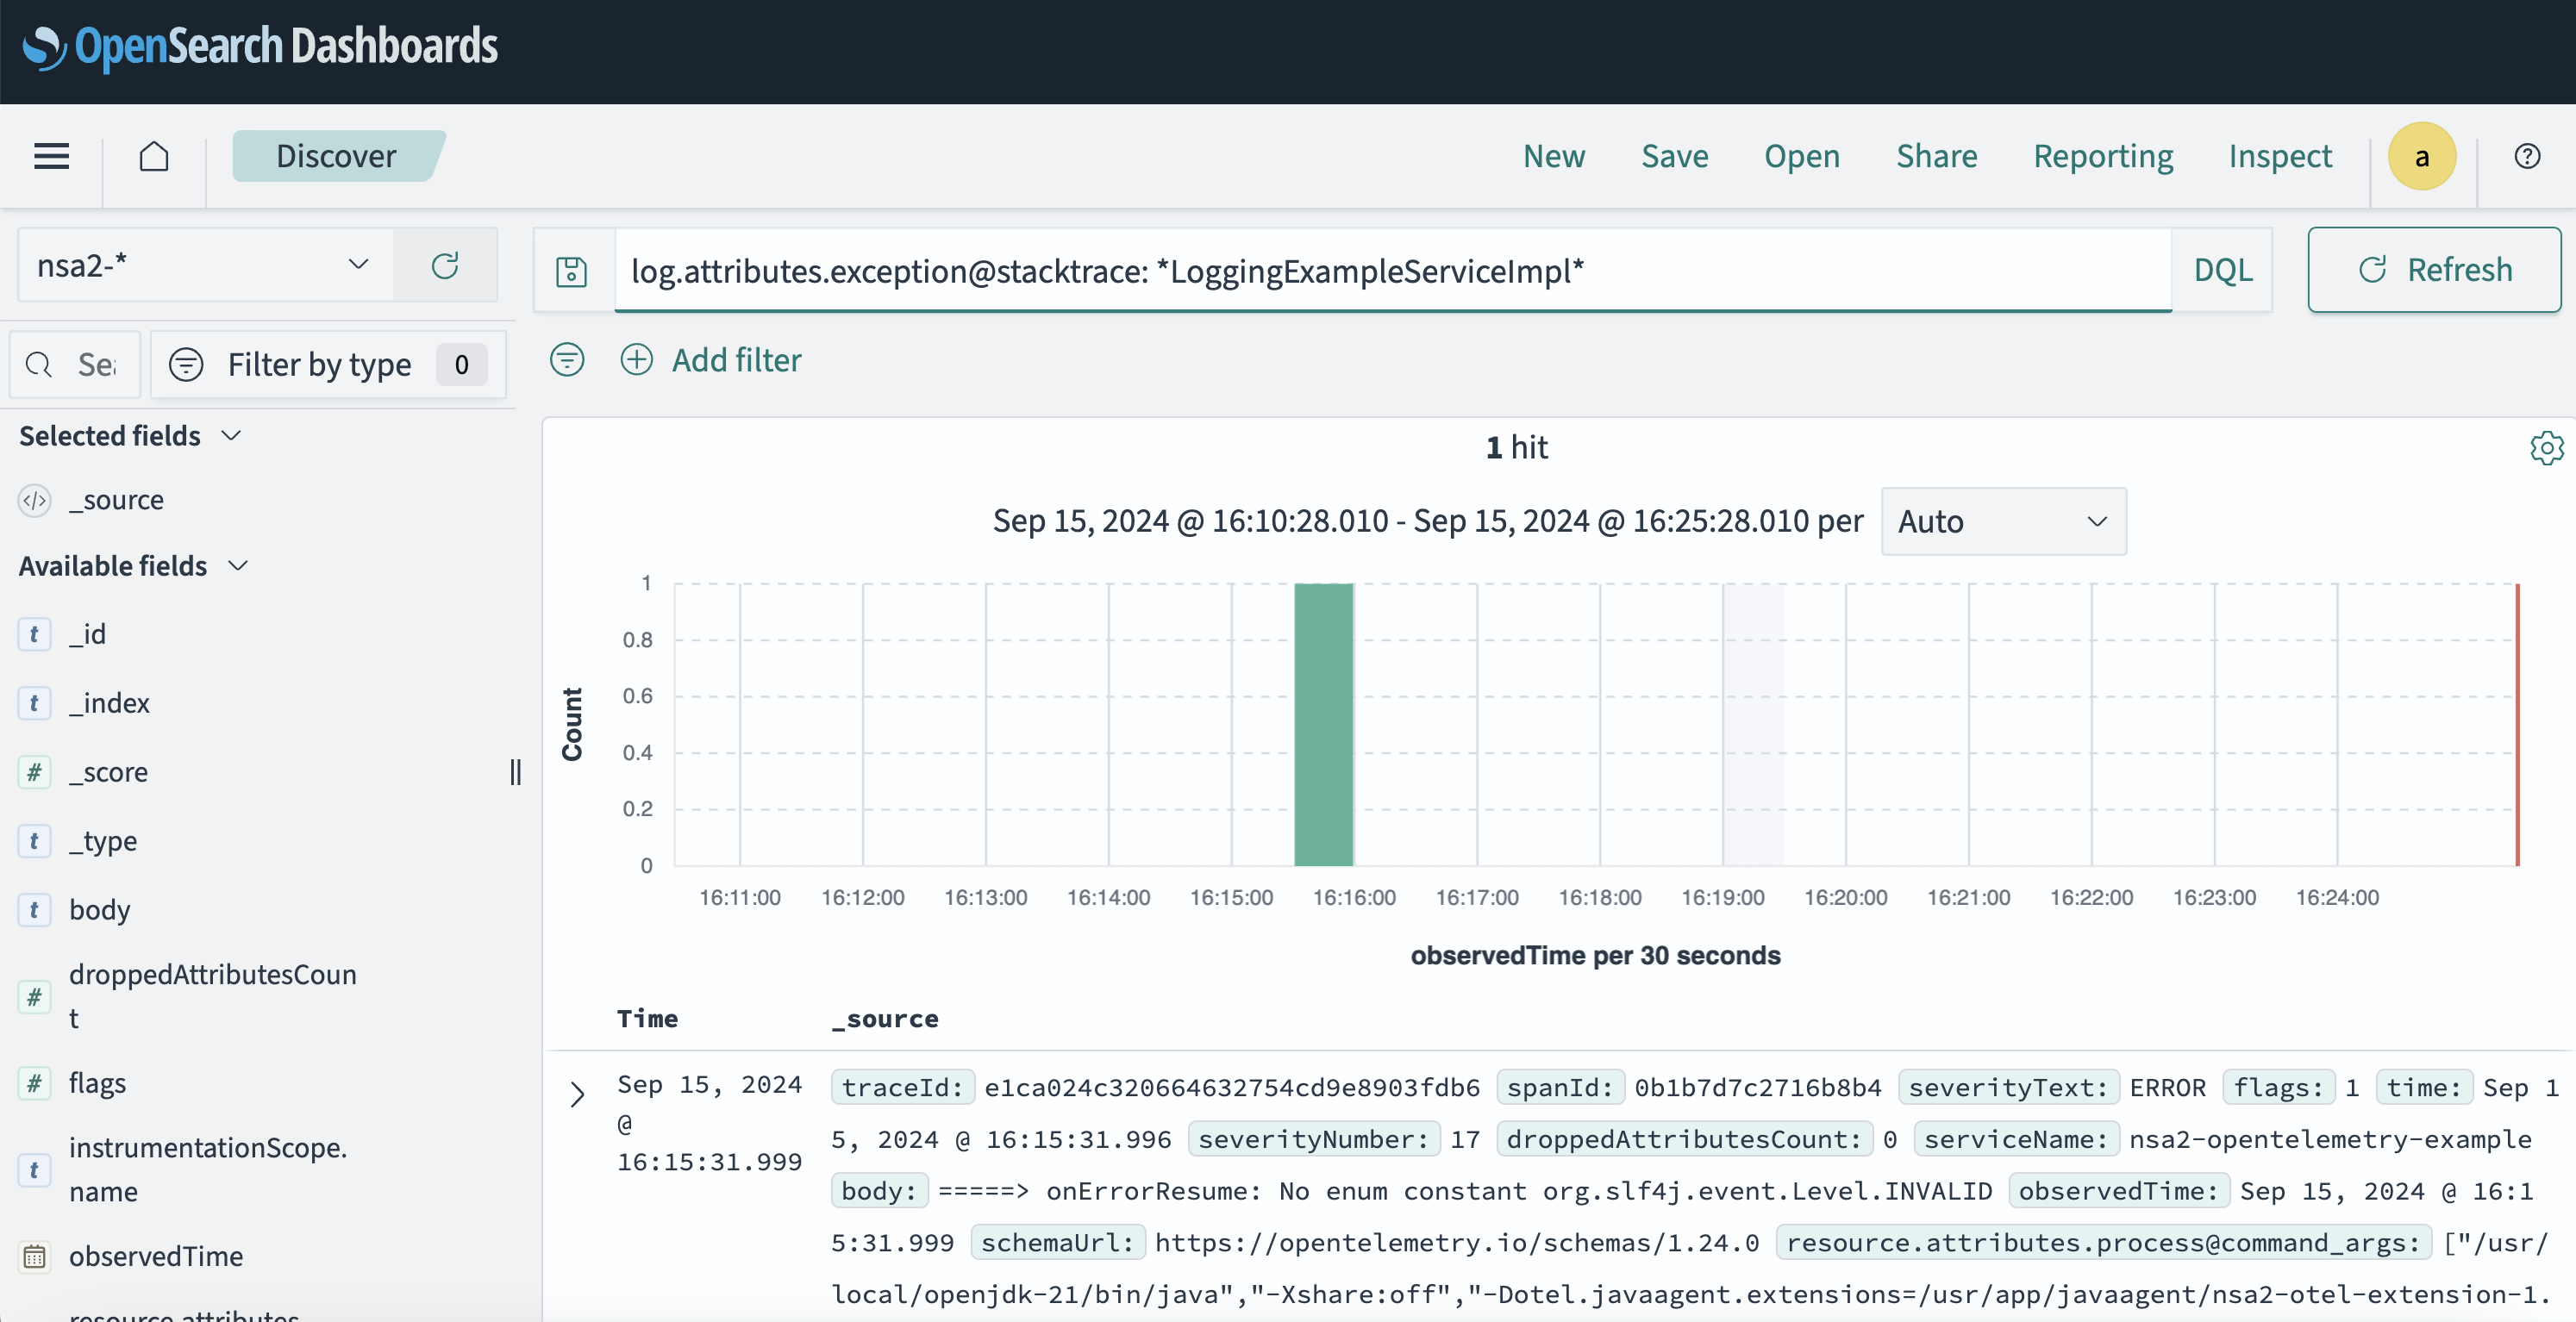 OpenSearch Dashboards
Discover
New Save Open Share Reporting Inspect a
nsa2-*
log.attributes.exception@stacktrace: *LoggingExampleServiceImpl*
DQL
Refresh
Filter by type 0
Add filter
Selected fields
_source
Available fields
t _id
t _index
# _score
t _type
t body
# droppedAttributesCoun
t
# flags
t instrumentationScope.
name
observedTime
1 hit
Sep 15, 2024 @ 16:10:28.010 - Sep 15, 2024 @ 16:25:28.010 per Auto
Count
1
0.8
0.6
0.4
0.2
0
16:11:00 16:12:00 16:13:00 16:14:00 16:15:00 16:16:00 16:17:00 16:18:00 16:19:00 16:20:00 16:21:00 16:22:00 16:23:00 16:24:00
observedTime per 30 seconds
Time _source
Sep 15, 2024
@
16:15:31.999
traceId: e1ca024c320664632754cd9e8903fdb6 spanId: 0b1b7d7c2716b8b4 severityText: ERROR flags: 1 time: Sep 1
5, 2024 @ 16:15:31.996 severityNumber: 17 droppedAttributesCount: 0 serviceName: nsa2-opentelemetry-example
body: =====> onErrorResume: No enum constant org.slf4j.event.Level.INVALID observedTime: Sep 15, 2024 @ 16:1
5:31.999 schemaUrl: https://opentelemetry.io/schemas/1.24.0 resource.attributes.process@command_args: ["/usr/
local/openjdk-21/bin/java","-Xshare:off","-Dotel.javaagent.extensions=/usr/app/javaagent/nsa2-otel-extension-1.